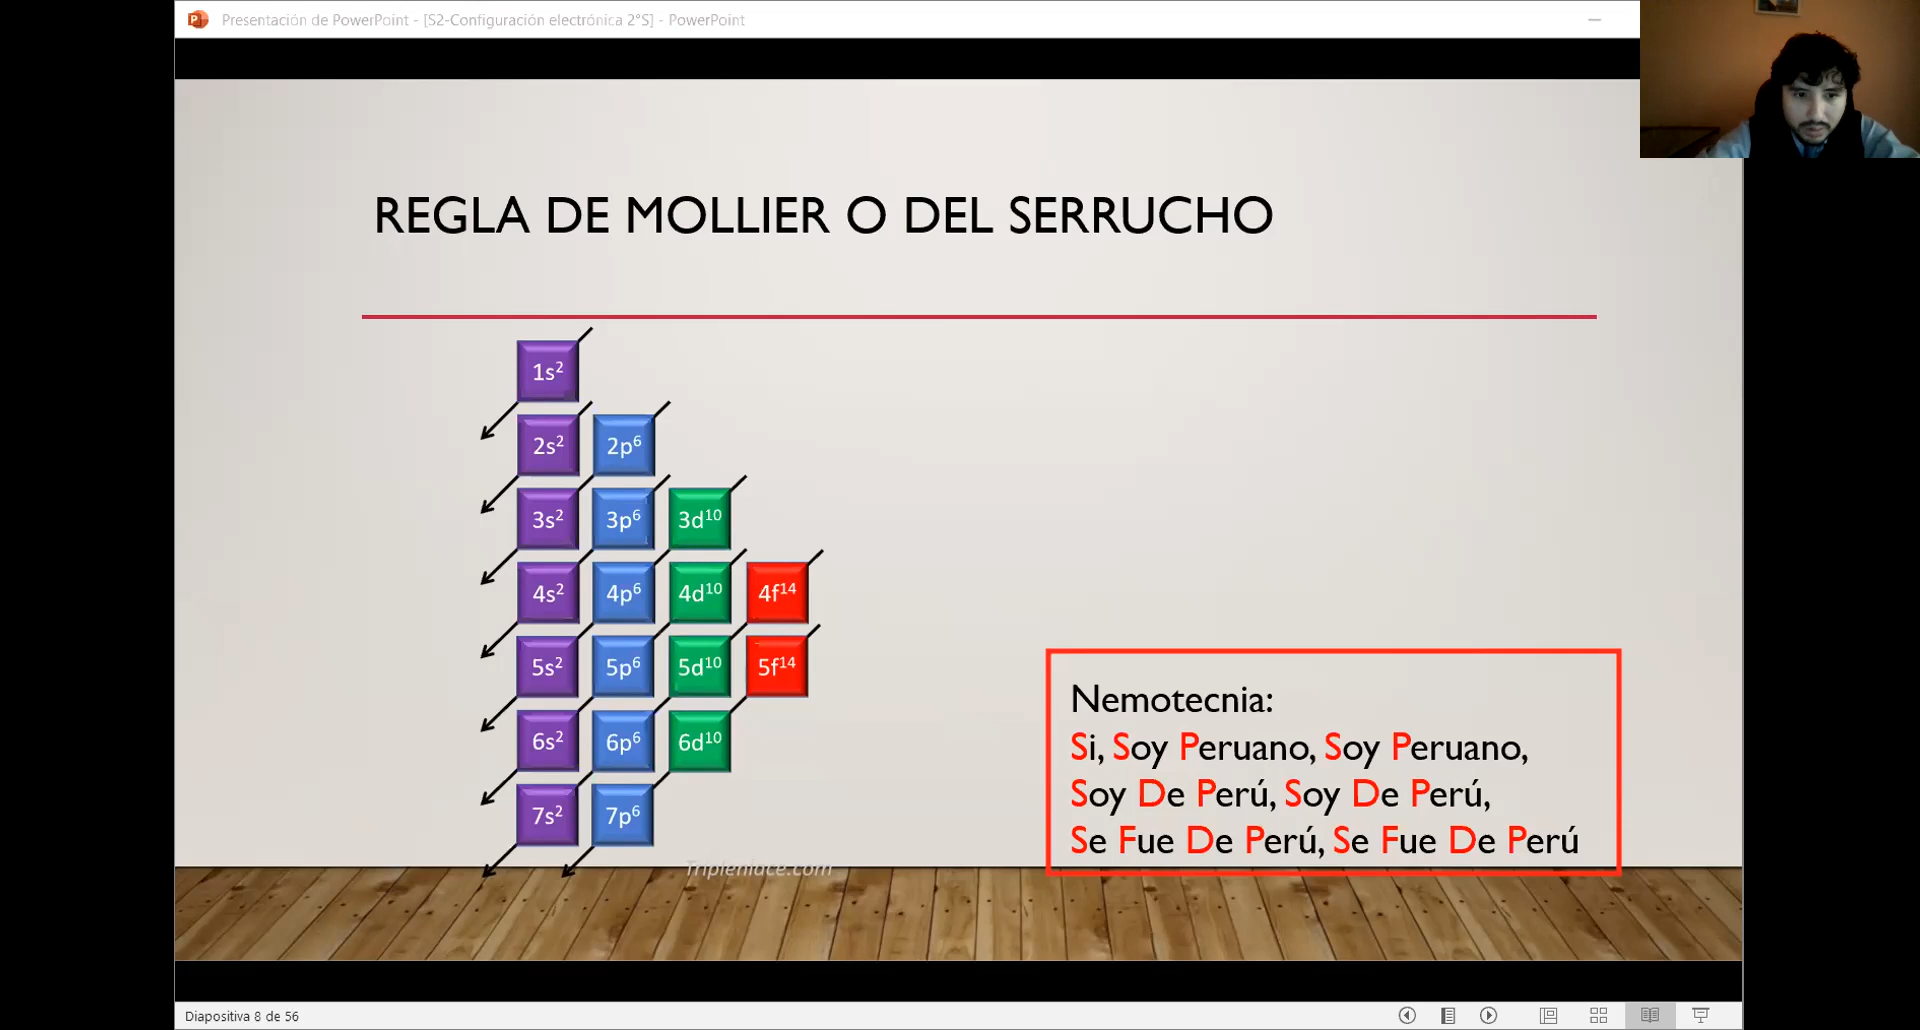 Presentación de PowerPoint - [S2-Configuración electrónica 2°S] - PowerPoint
REGLA DE MOLLIER O DEL SERRUCHO
1s²
2s² 2p⁶
3s² 3p⁶ 3d¹⁰
4s² 4p⁶ 4d¹⁰ 4f¹⁴
5s² 5p⁶ 5d¹⁰ 5f¹⁴
6s² 6p⁶ 6d¹⁰
7s² 7p⁶
Nemotecnia:
Si, Soy Peruano, Soy Peruano,
Soy De Perú, Soy De Perú,
Se Fue De Perú, Se Fue De Perú
Diapositiva 8 de 56